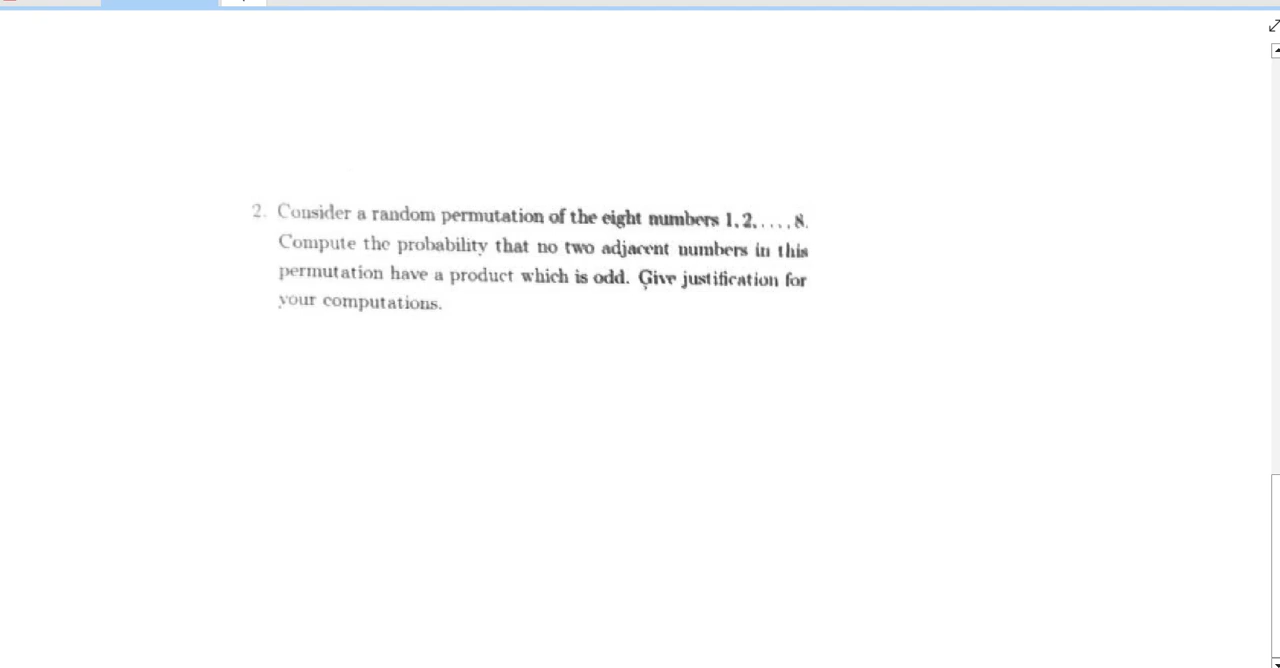 2. Consider a random permutation of the eight numbers 1, 2, . . . , 8.
Compute the probability that no two adjacent numbers in this
permutation have a product which is odd. Give justification for
your computations.